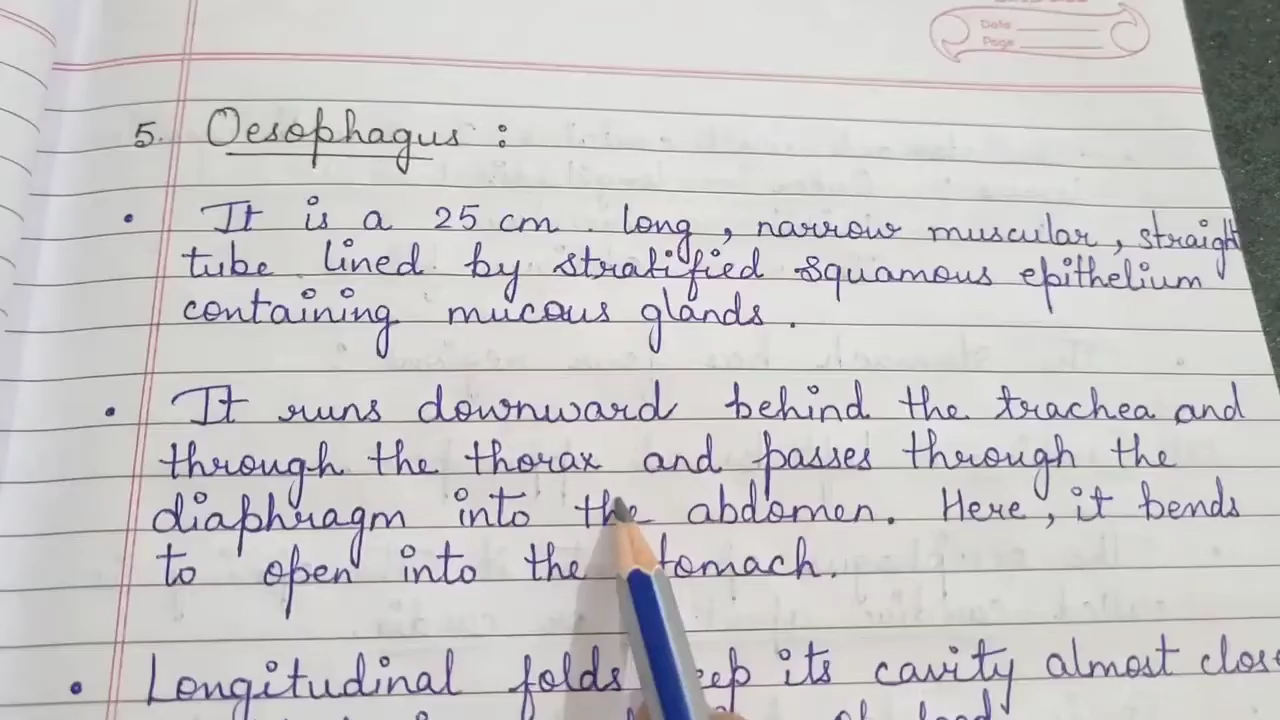 Date
Page
5. Oesophagus :
• It is a 25 cm long, narrow muscular, straight
tube lined by stratified squamous epithelium
containing mucous glands.
• It runs downward behind the trachea and
through the thorax and passes through the
diaphragm into the abdomen. Here, it bends
to open into the tomach.
• Longitudinal folds eep its cavity almost clos